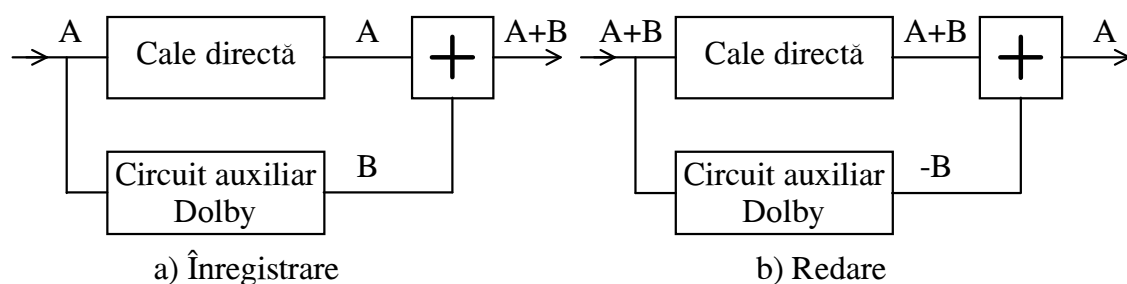 A
Cale directă
A
+
A+B
Circuit auxiliar
Dolby
B
a) Înregistrare
A+B
Cale directă
A+B
+
A
Circuit auxiliar
Dolby
-B
b) Redare